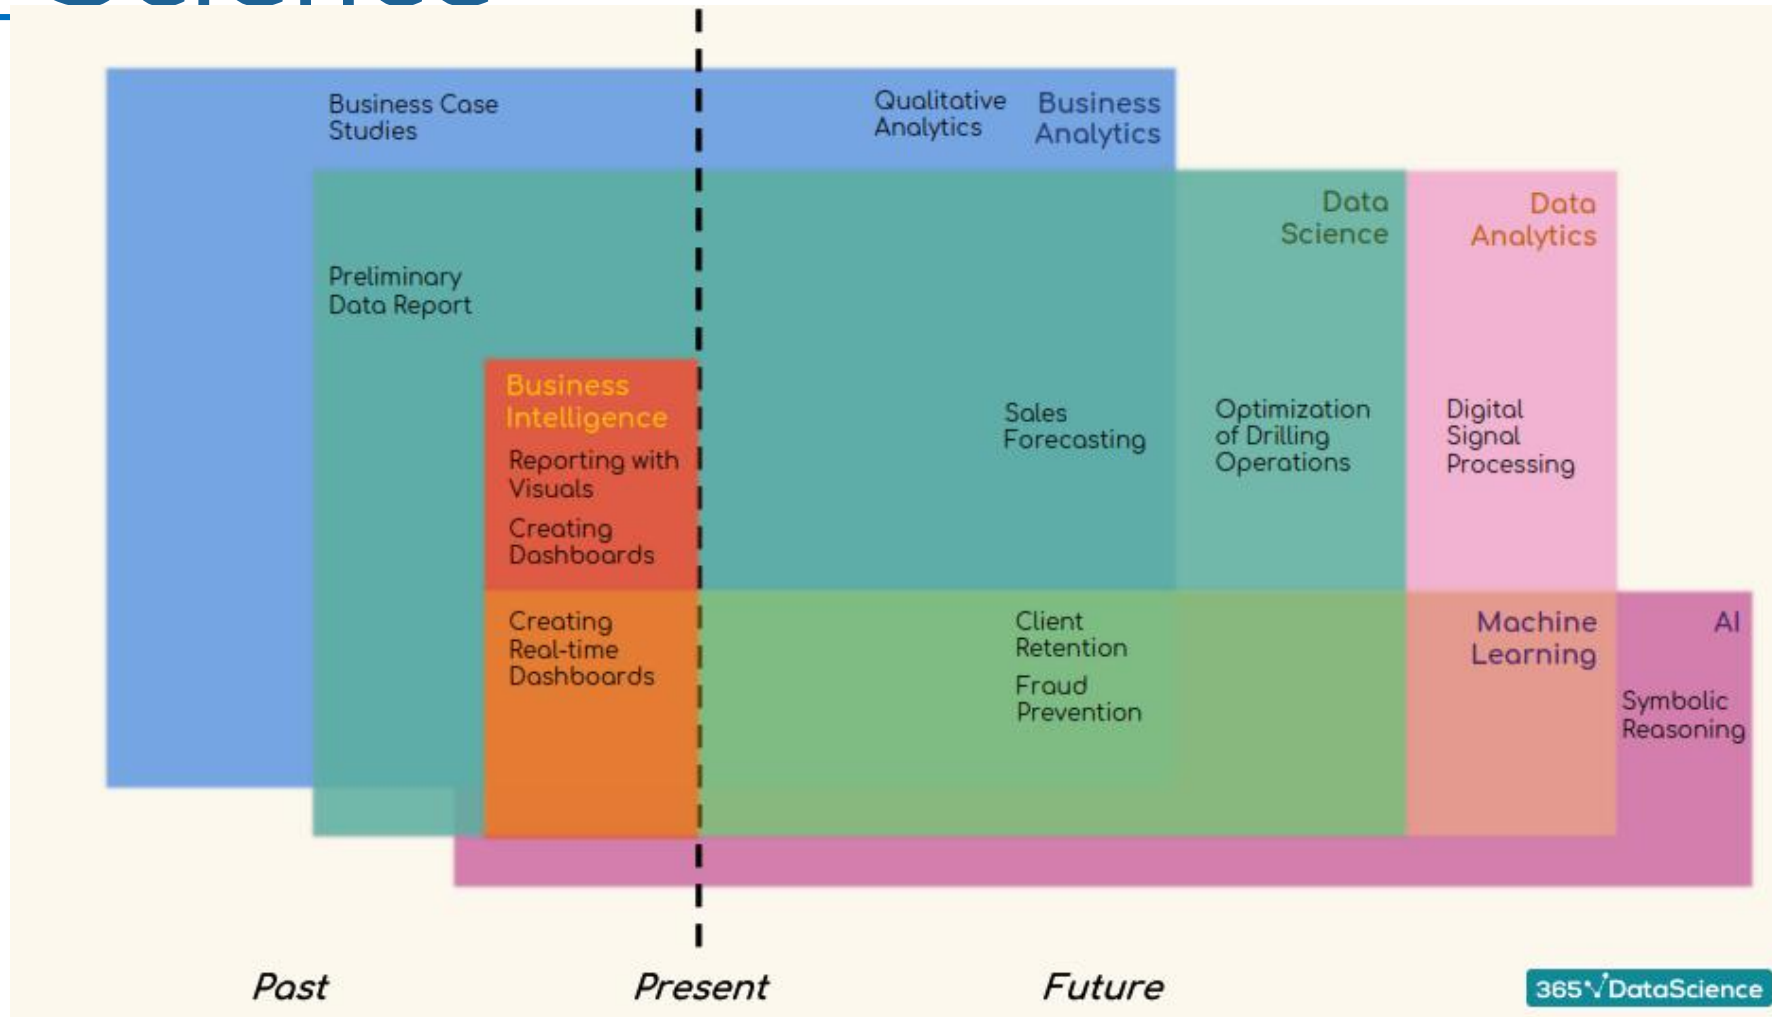 Science
Business Case
Studies
Qualitative
Analytics
Business
Analytics
Data
Science
Data
Analytics
Preliminary
Data Report
Business
Intelligence
Reporting with
Visuals
Creating
Dashboards
Sales
Forecasting
Optimization
of Drilling
Operations
Digital
Signal
Processing
Creating
Real-time
Dashboards
Client
Retention
Fraud
Prevention
Machine
Learning
AI
Symbolic
Reasoning
Past
Present
Future
365 DataScience